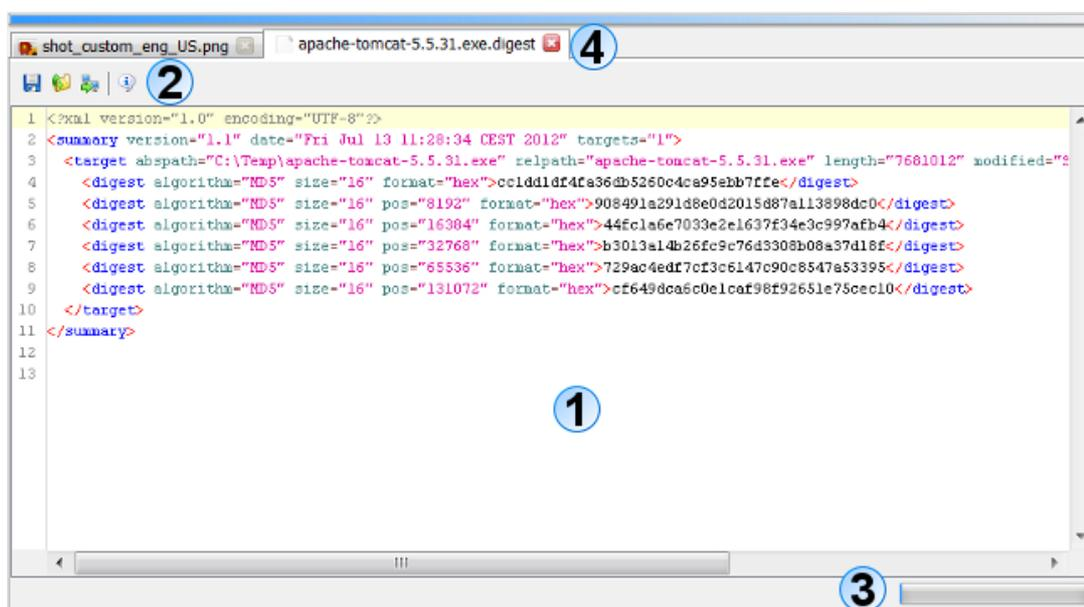 shot_custom_eng_US.png
apache-tomcat-5.5.31.exe.digest
4
2
1 <?xml version="1.0" encoding="UTF-8"?>
2 <summary version="1.1" date="Fri Jul 13 11:28:34 CEST 2012" targets="1">
3 <target abspath="C:\Temp\apache-tomcat-5.5.31.exe" relpath="apache-tomcat-5.5.31.exe" length="7681012" modified="
4 <digest algorithm="MD5" size="16" format="hex">cc1dd1df4fa36db5260c4ca95ebb7ffe</digest>
5 <digest algorithm="MD5" size="16" pos="8192" format="hex">908491a291d8e0d2015d87a113898dc0</digest>
6 <digest algorithm="MD5" size="16" pos="16384" format="hex">44fc1a6e7033e2e1637f34e3c997afb4</digest>
7 <digest algorithm="MD5" size="16" pos="32768" format="hex">b3013a14b26fc9c76d3308b08a37d18f</digest>
8 <digest algorithm="MD5" size="16" pos="65536" format="hex">729ac4edf7cf3c6147c90c8547a53395</digest>
9 <digest algorithm="MD5" size="16" pos="131072" format="hex">cf649dca6c0e1caf98f92651e75cec10</digest>
10 </target>
11 </summary>
12
13
1
3